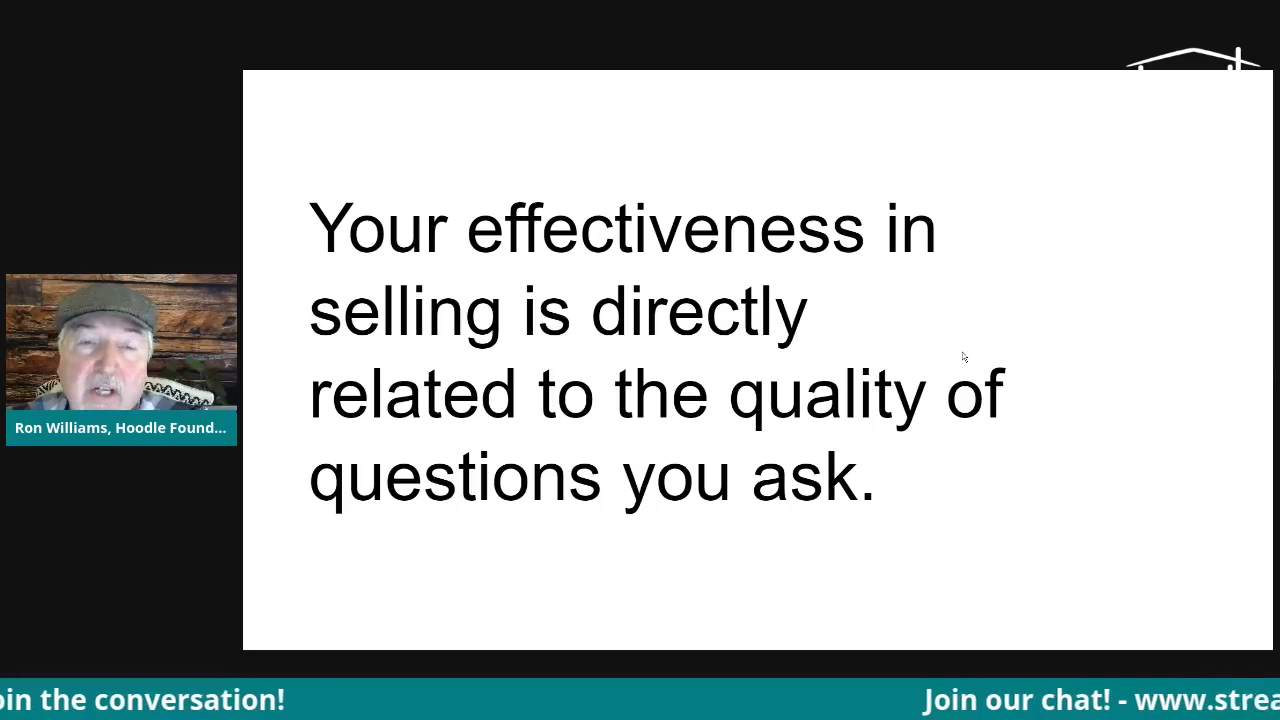 Your effectiveness in
selling is directly
related to the quality of
questions you ask.
Ron Williams, Hoodle Found...
oin the conversation!
Join our chat! - www.strea